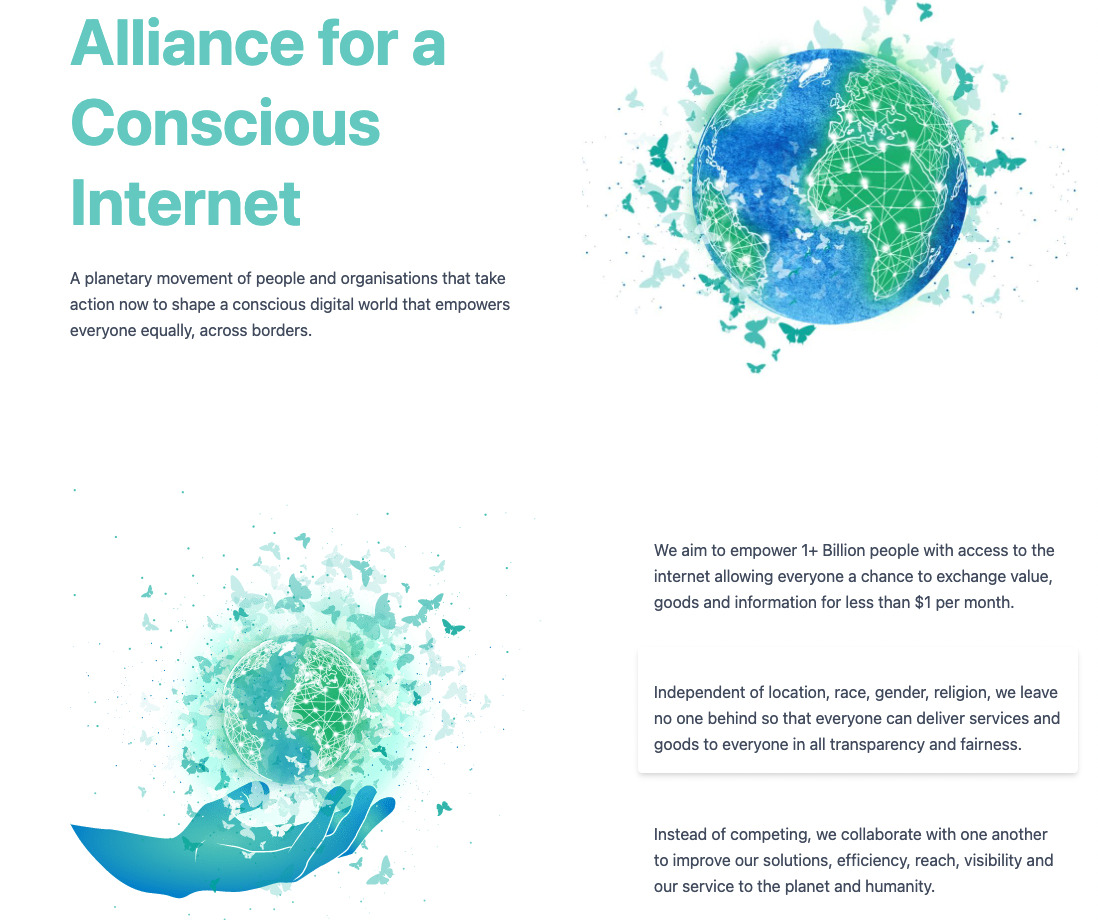 Alliance for a
Conscious
Internet
A planetary movement of people and organisations that take
action now to shape a conscious digital world that empowers
everyone equally, across borders.
We aim to empower 1+ Billion people with access to the
internet allowing everyone a chance to exchange value,
goods and information for less than $1 per month.
Independent of location, race, gender, religion, we leave
no one behind so that everyone can deliver services and
goods to everyone in all transparency and fairness.
Instead of competing, we collaborate with one another
to improve our solutions, efficiency, reach, visibility and
our service to the planet and humanity.